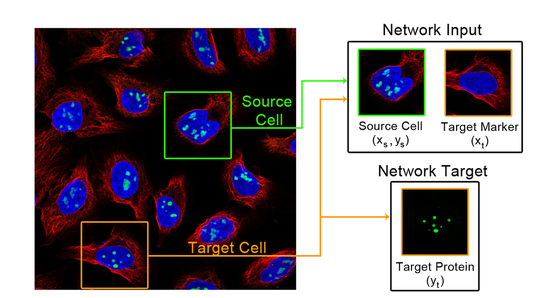 Network Input
Source
Cell
Source Cell
(xs, ys)
Target Marker
(xt)
Network Target
Target Cell
Target Protein
(yt)